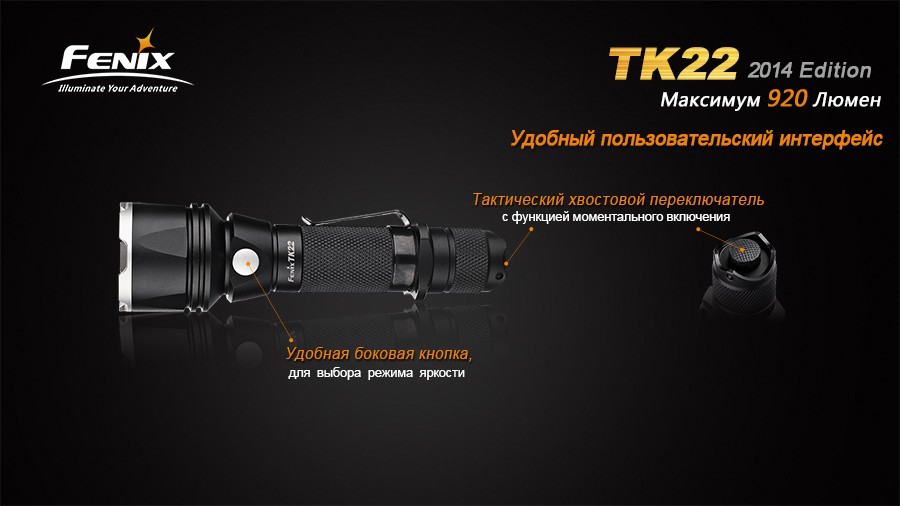 FENIX
Illuminate Your Adventure
TK22 2014 Edition
Максимум 920 Люмен
Удобный пользовательский интерфейс
Тактический хвостовой переключатель
с функцией моментального включения
FENIX TK22
Удобная боковая кнопка,
для выбора режима яркости